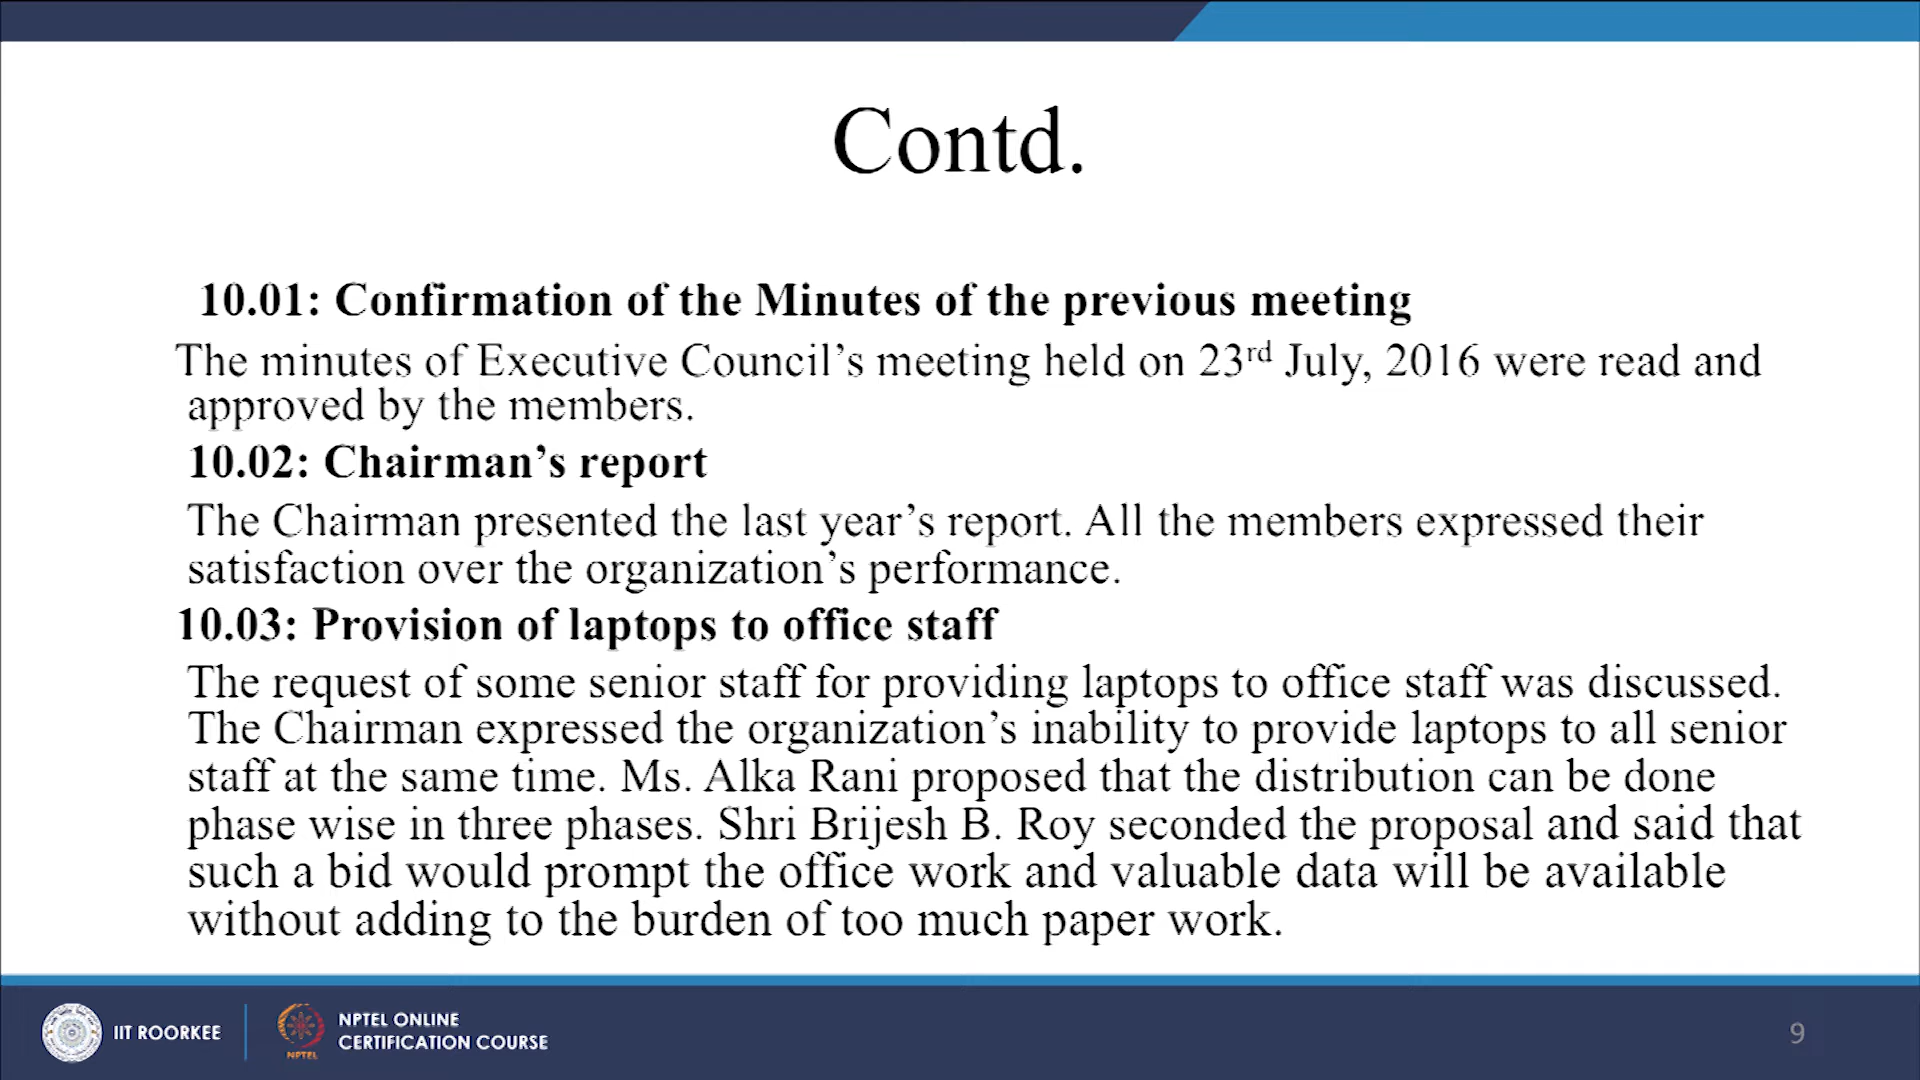 Contd.
10.01: Confirmation of the Minutes of the previous meeting
The minutes of Executive Council’s meeting held on 23rd July, 2016 were read and
approved by the members.
10.02: Chairman’s report
The Chairman presented the last year’s report. All the members expressed their
satisfaction over the organization’s performance.
10.03: Provision of laptops to office staff
The request of some senior staff for providing laptops to office staff was discussed.
The Chairman expressed the organization’s inability to provide laptops to all senior
staff at the same time. Ms. Alka Rani proposed that the distribution can be done
phase wise in three phases. Shri Brijesh B. Roy seconded the proposal and said that
such a bid would prompt the office work and valuable data will be available
without adding to the burden of too much paper work.
IIT ROORKEE
NPTEL
NPTEL ONLINE
CERTIFICATION COURSE
9